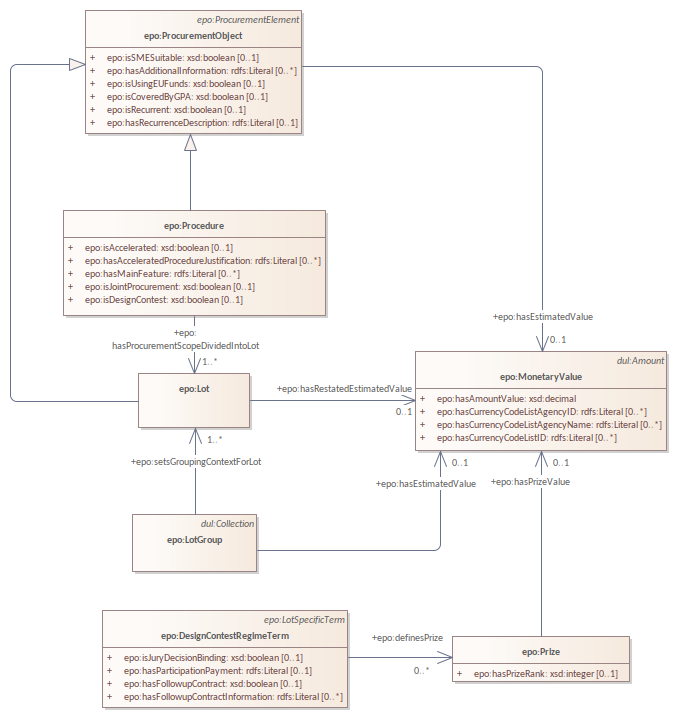 epo:ProcurementElement
epo:ProcurementObject
+ epo:isSMESuitable: xsd:boolean [0..1]
+ epo:hasAdditionalInformation: rdfs:Literal [0..*]
+ epo:isUsingEUFunds: xsd:boolean [0..1]
+ epo:isCoveredByGPA: xsd:boolean [0..1]
+ epo:isRecurrent: xsd:boolean [0..1]
+ epo:hasRecurrenceDescription: rdfs:Literal [0..1]
epo:Procedure
+ epo:isAccelerated: xsd:boolean [0..1]
+ epo:hasAcceleratedProcedureJustification: rdfs:Literal [0..*]
+ epo:hasMainFeature: rdfs:Literal [0..*]
+ epo:isJointProcurement: xsd:boolean [0..1]
+ epo:isDesignContest: xsd:boolean [0..1]
+epo:
hasProcurementScopeDividedIntoLot
1..*
+epo:hasEstimatedValue
0..1
epo:Lot
+epo:hasRestatedEstimatedValue
0..1
dul:Amount
epo:MonetaryValue
+ epo:hasAmountValue: xsd:decimal
+ epo:hasCurrencyCodeListAgencyID: rdfs:Literal [0..*]
+ epo:hasCurrencyCodeListAgencyName: rdfs:Literal [0..*]
+ epo:hasCurrencyCodeListID: rdfs:Literal [0..*]
1..*
+epo:setsGroupingContextForLot
0..1
+epo:hasEstimatedValue
0..1
+epo:hasPrizeValue
dul:Collection
epo:LotGroup
epo:LotSpecificTerm
epo:DesignContestRegimeTerm
+ epo:isJuryDecisionBinding: xsd:boolean [0..1]
+ epo:hasParticipationPayment: rdfs:Literal [0..1]
+ epo:hasFollowupContract: xsd:boolean [0..1]
+ epo:hasFollowupContractInformation: rdfs:Literal [0..*]
+epo:definesPrize
0..*
epo:Prize
+ epo:hasPrizeRank: xsd:integer [0..1]